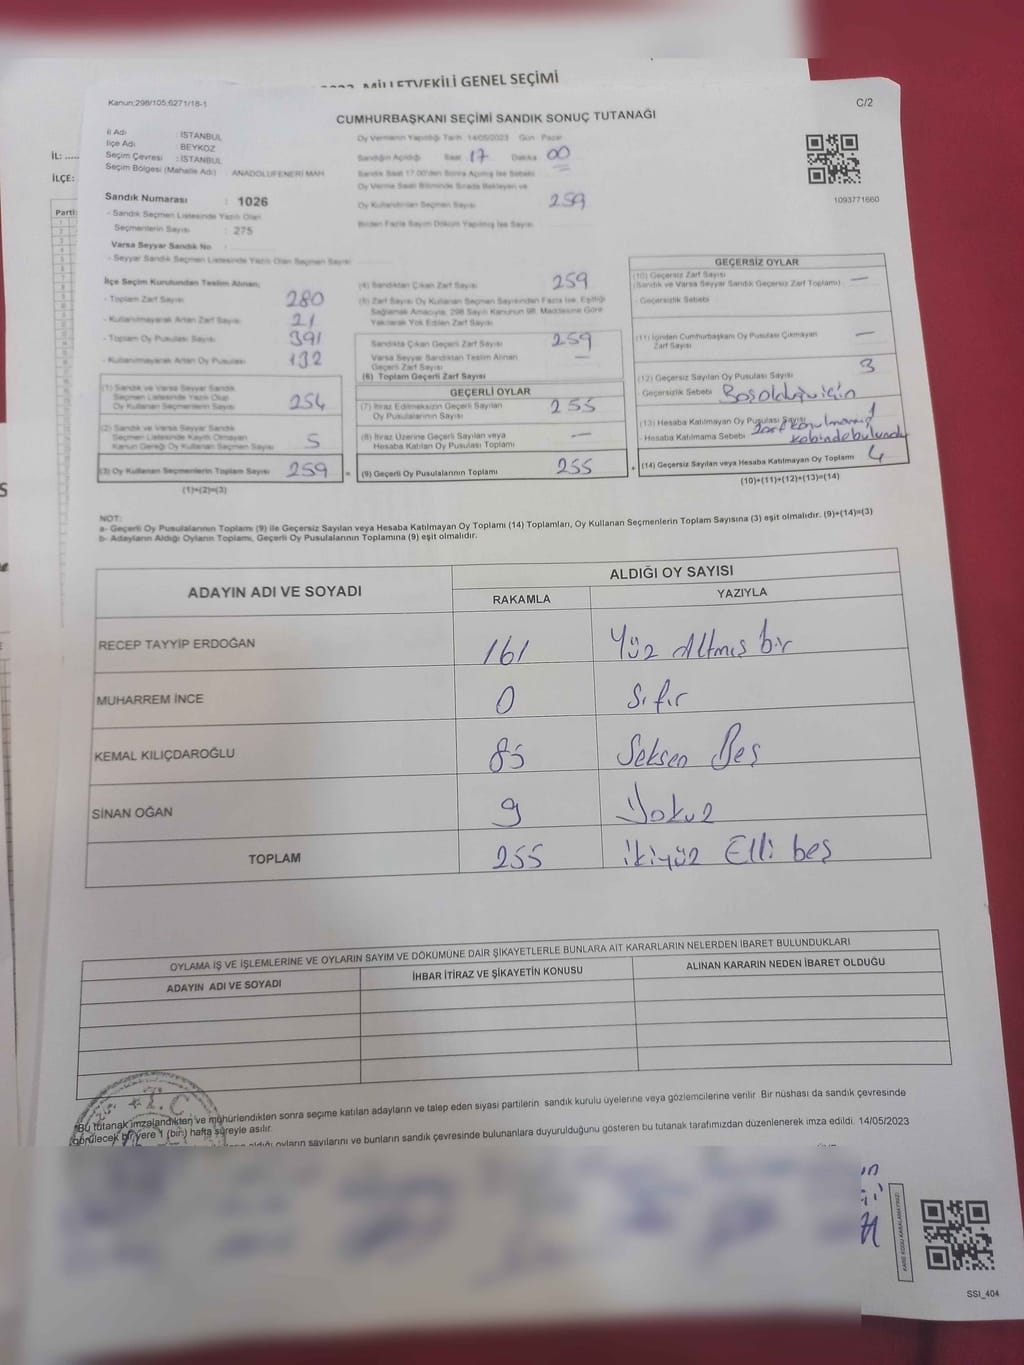 MİLLETVEKİLİ GENEL SEÇİMİ
Kanun:298/105;6271/18-1
C/2
CUMHURBAŞKANI SEÇİMİ SANDIK SONUÇ TUTANAĞI
İL: .....
İLÇE:
Parti
İl Adı : İSTANBUL
İlçe Adı : BEYKOZ
Seçim Çevresi : İSTANBUL
Seçim Bölgesi (Mahalle Adı) : ANADOLUFENERİ MAH
Sandık Numarası : 1026
- Sandık Seçmen Listesinde Yazılı Olan
Seçmenlerin Sayısı : 275
Varsa Seyyar Sandık No
- Seyyar Sandık Seçmen Listesinde Yazılı Olan Seçmen Sayısı
Oy Vermenin Yapıldığı Tarih 14/05/2023 Gün Pazar
Sandığın Açıldığı Saat 17 Dakika 00
Sandık Saat 17.00'den Sonra Açılmış İse Sebebi
Oy Verme Saati Bitiminde Sırada Bekleyen ve
Oy Kullandırılan Seçmen Sayısı 259
Birden Fazla Sayım Döküm Yapılmış İse Sayısı
1093771660
İlçe Seçim Kurulundan Teslim Alınan;
- Toplam Zarf Sayısı 280
- Kullanılmayarak Artan Zarf Sayısı 21
- Toplam Oy Pusulası Sayısı 391
- Kullanılmayarak Artan Oy Pusulası 132
(1) Sandık ve Varsa Seyyar Sandık
Seçmen Listesinde Yazılı Olup
Oy Kullanan Seçmenlerin Sayısı 254
(2) Sandık ve Varsa Seyyar Sandık
Seçmen Listesinde Kayıtlı Olmayan
Kanun Gereği Oy Kullanan Seçmen Sayısı 5
(3) Oy Kullanan Seçmenlerin Toplam Sayısı 259 =
(1)+(2)=(3)
(4) Sandıktan Çıkan Zarf Sayısı 259
(5) Zarf Sayısı Oy Kullanan Seçmen Sayısından Fazla İse, Eşitliği
Sağlamak Amacıyla, 298 Sayılı Kanunun 98. Maddesine Göre
Yakılarak Yok Edilen Zarf Sayısı
Sandıkta Çıkan Geçerli Zarf Sayısı 259
Varsa Seyyar Sandıktan Teslim Alınan
Geçerli Zarf Sayısı —
(6) Toplam Geçerli Zarf Sayısı
GEÇERLİ OYLAR
(7) İtiraz Edilmeksizin Geçerli Sayılan
Oy Pusulalarının Sayısı 255
(8) İtiraz Üzerine Geçerli Sayılan veya
Hesaba Katılan Oy Pusulası Toplamı —
(9) Geçerli Oy Pusulalarının Toplamı 255 +
GEÇERSİZ OYLAR
(10) Geçersiz Zarf Sayısı
(Sandık ve Varsa Seyyar Sandık Geçersiz Zarf Toplamı) —
- Geçersizlik Sebebi
(11) İçinden Cumhurbaşkanı Oy Pusulası Çıkmayan
Zarf Sayısı —
(12) Geçersiz Sayılan Oy Pusulası Sayısı 3
- Geçersizlik Sebebi Boş olduğu için
(13) Hesaba Katılmayan Oy Pusulası Sayısı 1
- Hesaba Katılmama Sebebi zarf konulmamış
kabinde bulundu
(14) Geçersiz Sayılan veya Hesaba Katılmayan Oy Toplamı 4
(10)+(11)+(12)+(13)=(14)
NOT:
a- Geçerli Oy Pusulalarının Toplamı (9) ile Geçersiz Sayılan veya Hesaba Katılmayan Oy Toplamı (14) Toplamları, Oy Kullanan Seçmenlerin Toplam Sayısına (3) eşit olmalıdır. (9)+(14)=(3)
b- Adayların Aldığı Oyların Toplamı, Geçerli Oy Pusulalarının Toplamına (9) eşit olmalıdır.
ADAYIN ADI VE SOYADI
ALDIĞI OY SAYISI
RAKAMLA YAZIYLA
RECEP TAYYİP ERDOĞAN 161 Yüz Altmış bir
MUHARREM İNCE 0 Sıfır
KEMAL KILIÇDAROĞLU 85 Seksen Beş
SİNAN OĞAN 9 Dokuz
TOPLAM 255 ikiyüz Elli beş
OYLAMA İŞ VE İŞLEMLERİNE VE OYLARIN SAYIM VE DÖKÜMÜNE DAİR ŞİKAYETLERLE BUNLARA AİT KARARLARIN NELERDEN İBARET BULUNDUKLARI
ADAYIN ADI VE SOYADI İHBAR İTİRAZ VE ŞİKAYETİN KONUSU ALINAN KARARIN NEDEN İBARET OLDUĞU
T.C
*Bu tutanak imzalandıktan ve mühürlendikten sonra seçime katılan adayların ve talep eden siyasi partilerin sandık kurulu üyelerine veya gözlemcilerine verilir. Bir nüshası da sandık çevresinde
görülecek bir yere 1 (bir) hafta süreyle asılır.
aldığı oyların sayılarını ve bunların sandık çevresinde bulunanlara duyurulduğunu gösteren bu tutanak tarafımızdan düzenlenerek imza edildi. 14/05/2023
KARE KODU KARALAMAYINIZ!
SSI_404